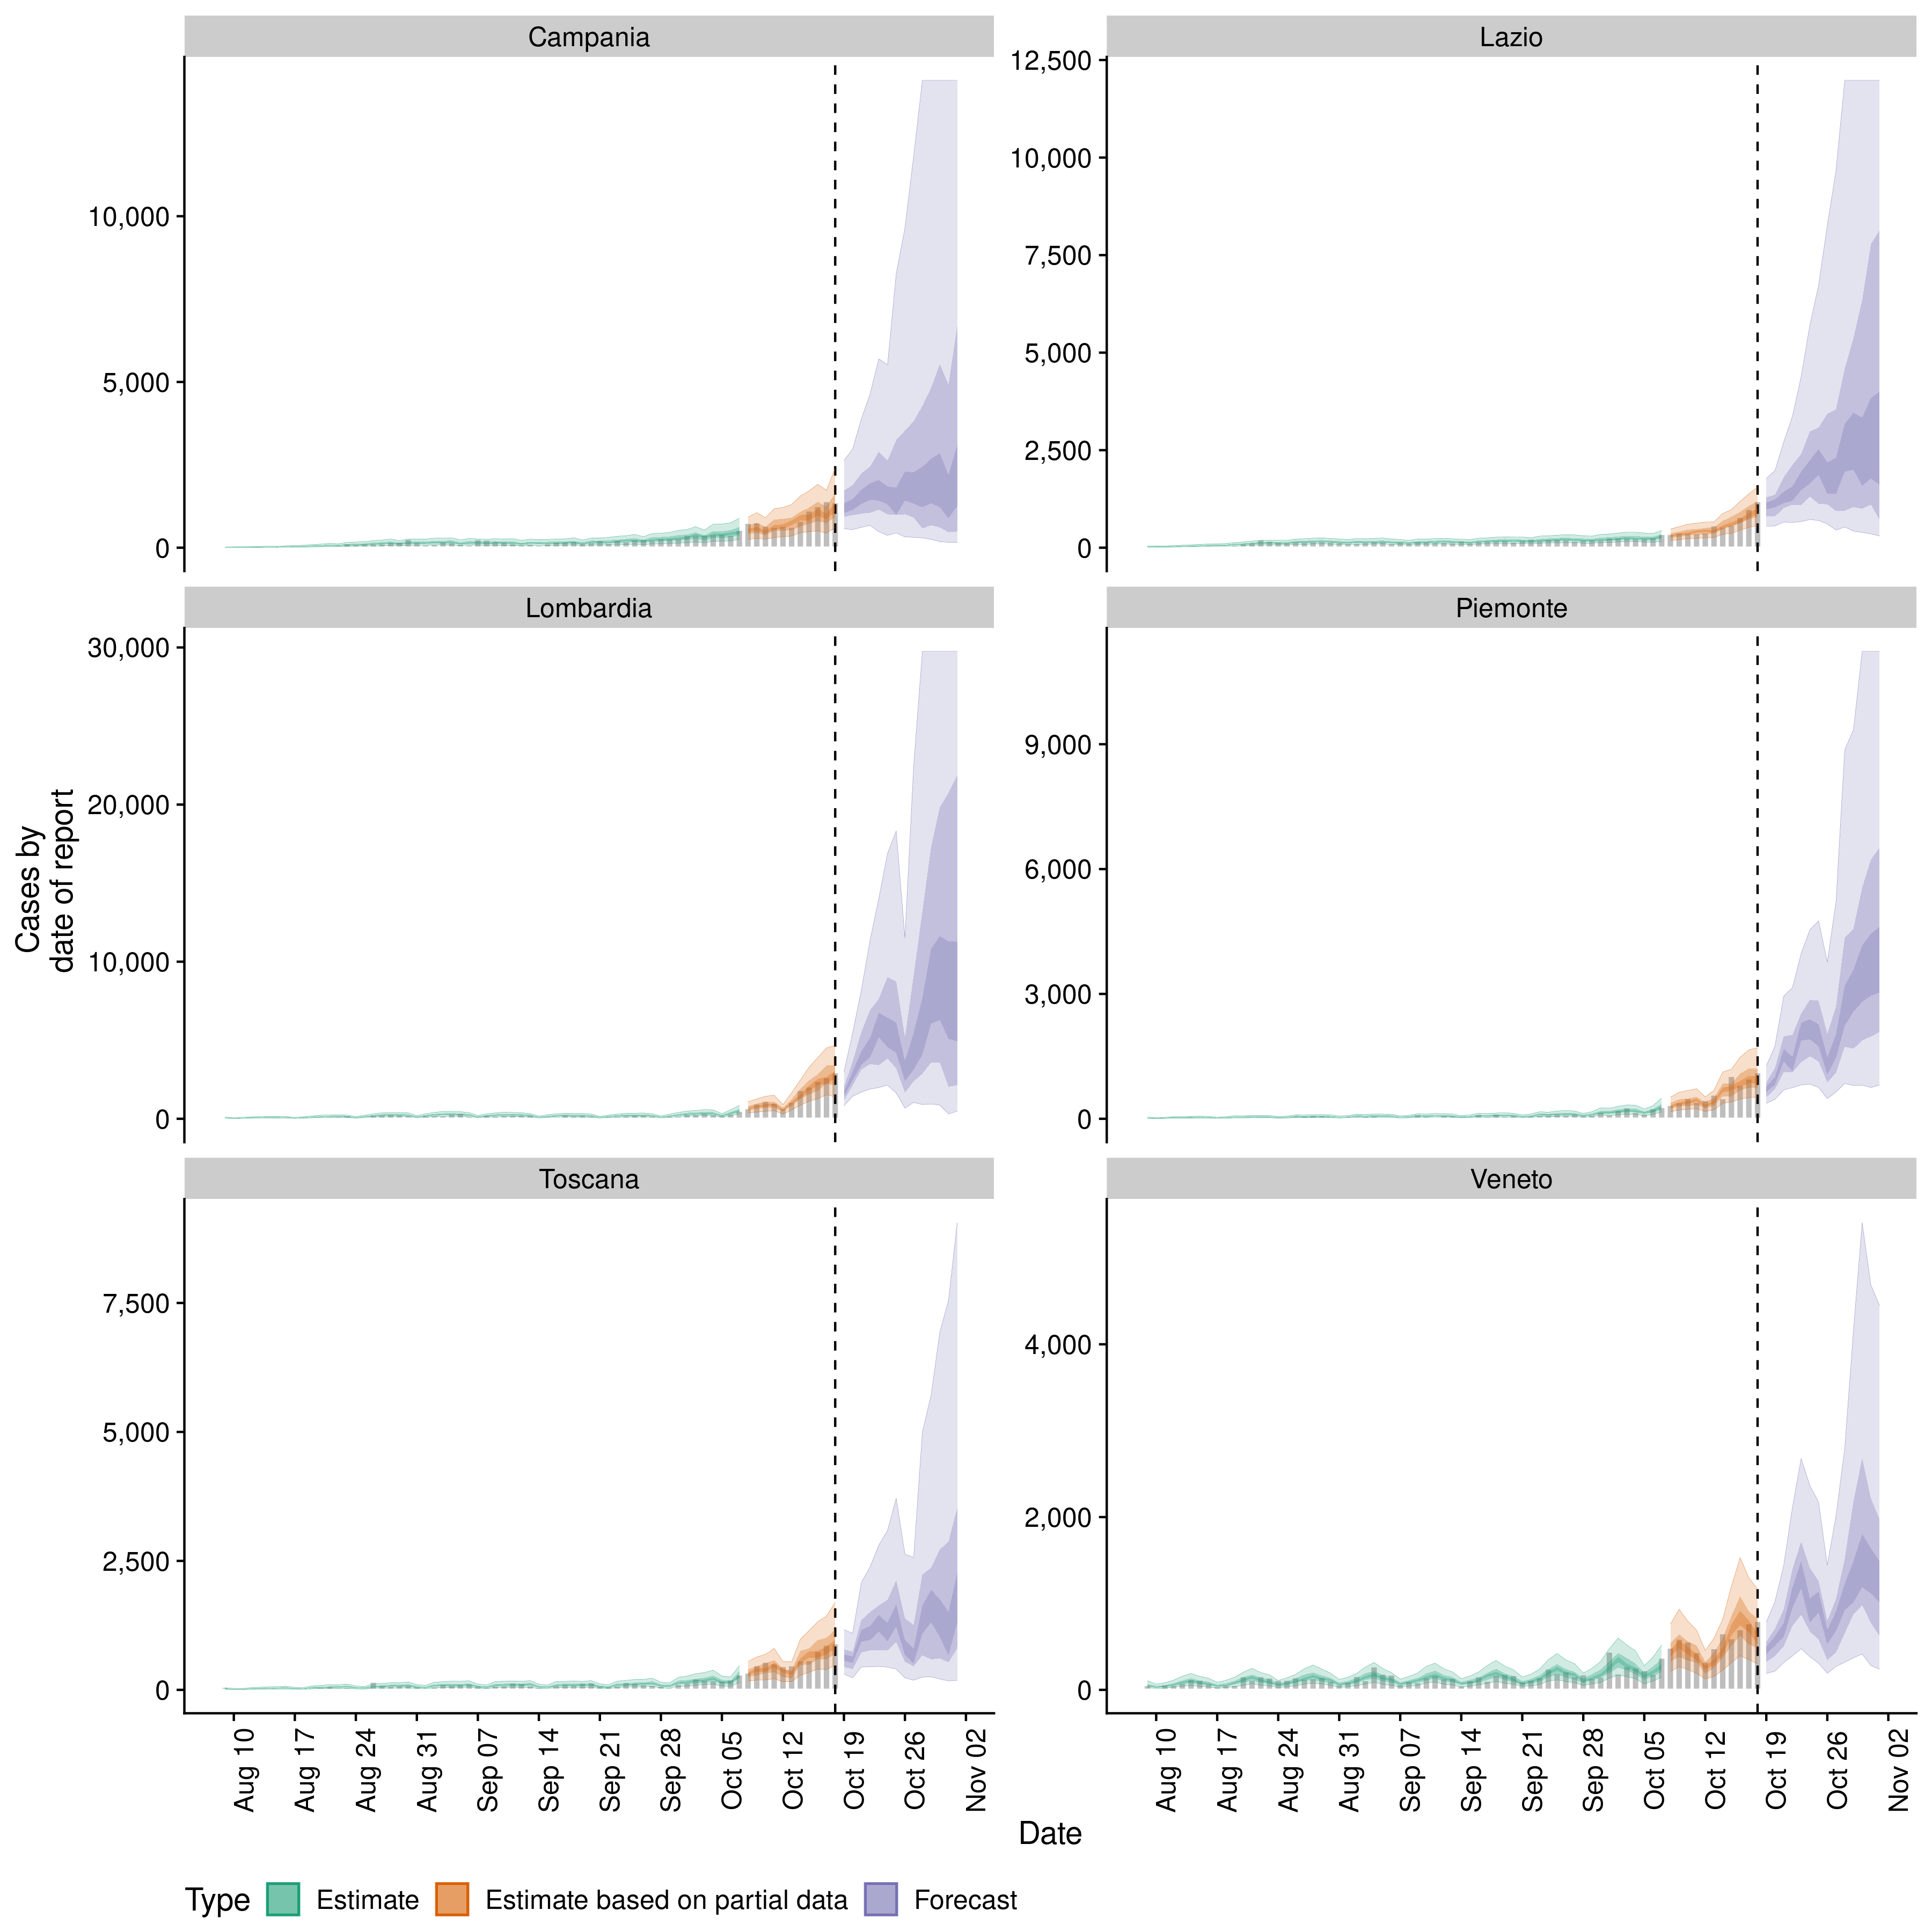 Campania
Lazio
10,000
5,000
0
12,500
10,000
7,500
5,000
2,500
0
Lombardia
Piemonte
30,000
20,000
10,000
0
9,000
6,000
3,000
0
Cases by
date of report
Toscana
Veneto
7,500
5,000
2,500
0
4,000
2,000
0
Aug 10
Aug 17
Aug 24
Aug 31
Sep 07
Sep 14
Sep 21
Sep 28
Oct 05
Oct 12
Oct 19
Oct 26
Nov 02
Aug 10
Aug 17
Aug 24
Aug 31
Sep 07
Sep 14
Sep 21
Sep 28
Oct 05
Oct 12
Oct 19
Oct 26
Nov 02
Date
Type Estimate Estimate based on partial data Forecast